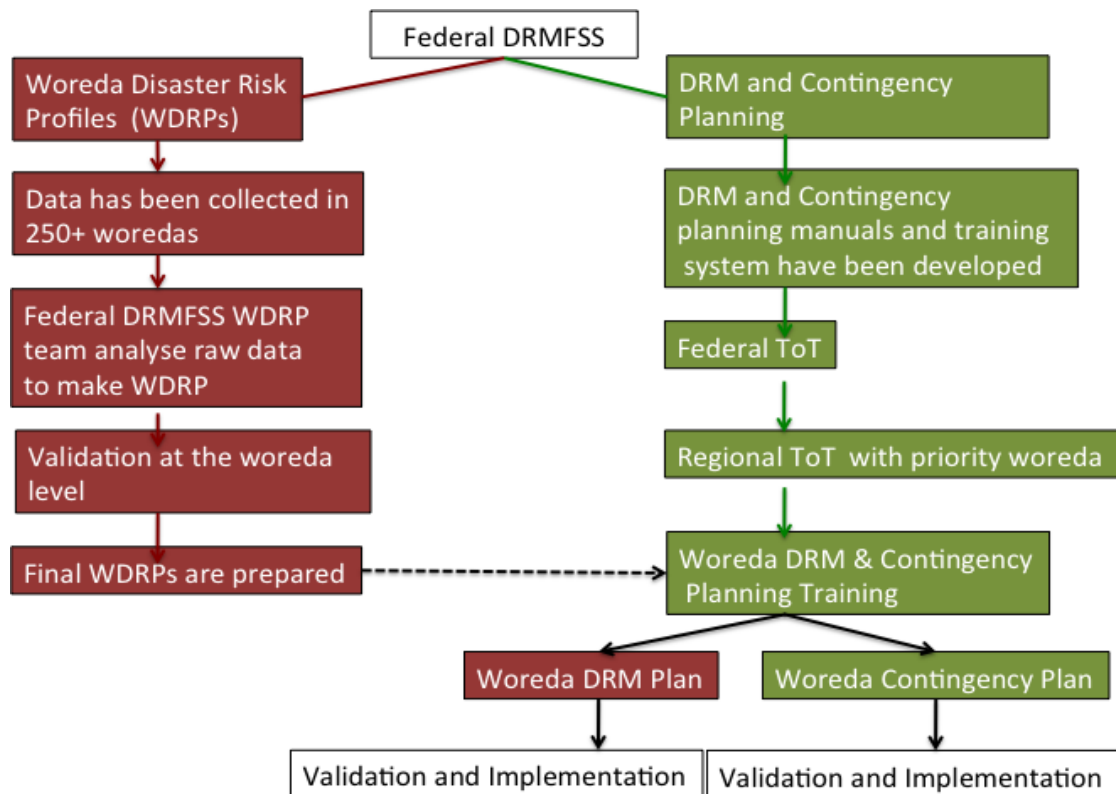 Federal DRMFSS
Woreda Disaster Risk
Profiles (WDRPs)
Data has been collected in
250+ woredas
Federal DRMFSS WDRP
team analyse raw data
to make WDRP
Validation at the woreda
level
Final WDRPs are prepared
DRM and Contingency
Planning
DRM and Contingency
planning manuals and training
system have been developed
Federal ToT
Regional ToT with priority woreda
Woreda DRM & Contingency
Planning Training
Woreda DRM Plan
Woreda Contingency Plan
Validation and Implementation
Validation and Implementation